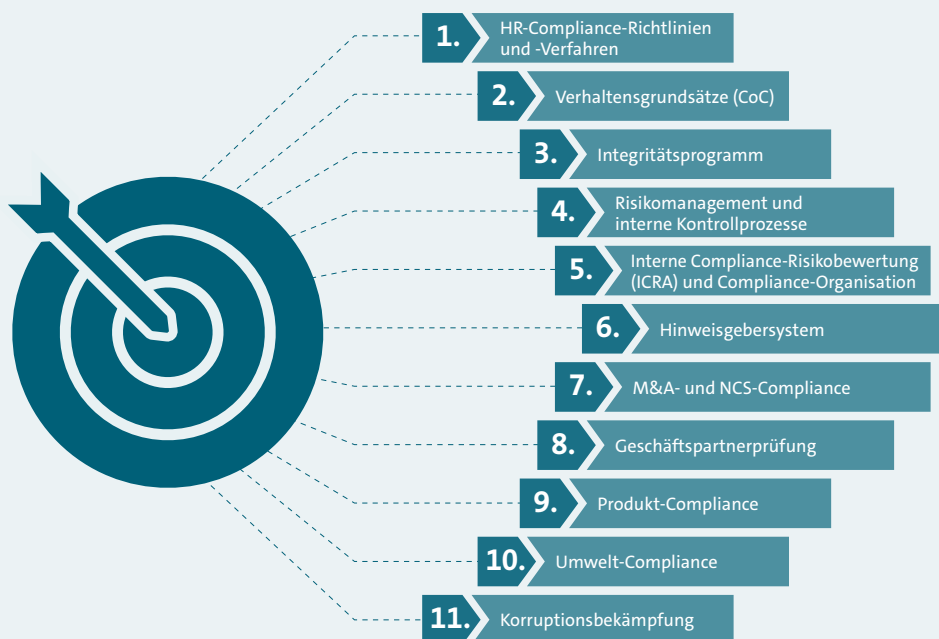 1. HR-Compliance-Richtlinien
und -Verfahren
2. Verhaltensgrundsätze (CoC)
3. Integritätsprogramm
4. Risikomanagement und
interne Kontrollprozesse
5. Interne Compliance-Risikobewertung
(ICRA) und Compliance-Organisation
6. Hinweisgebersystem
7. M&A- und NCS-Compliance
8. Geschäftspartnerprüfung
9. Produkt-Compliance
10. Umwelt-Compliance
11. Korruptionsbekämpfung